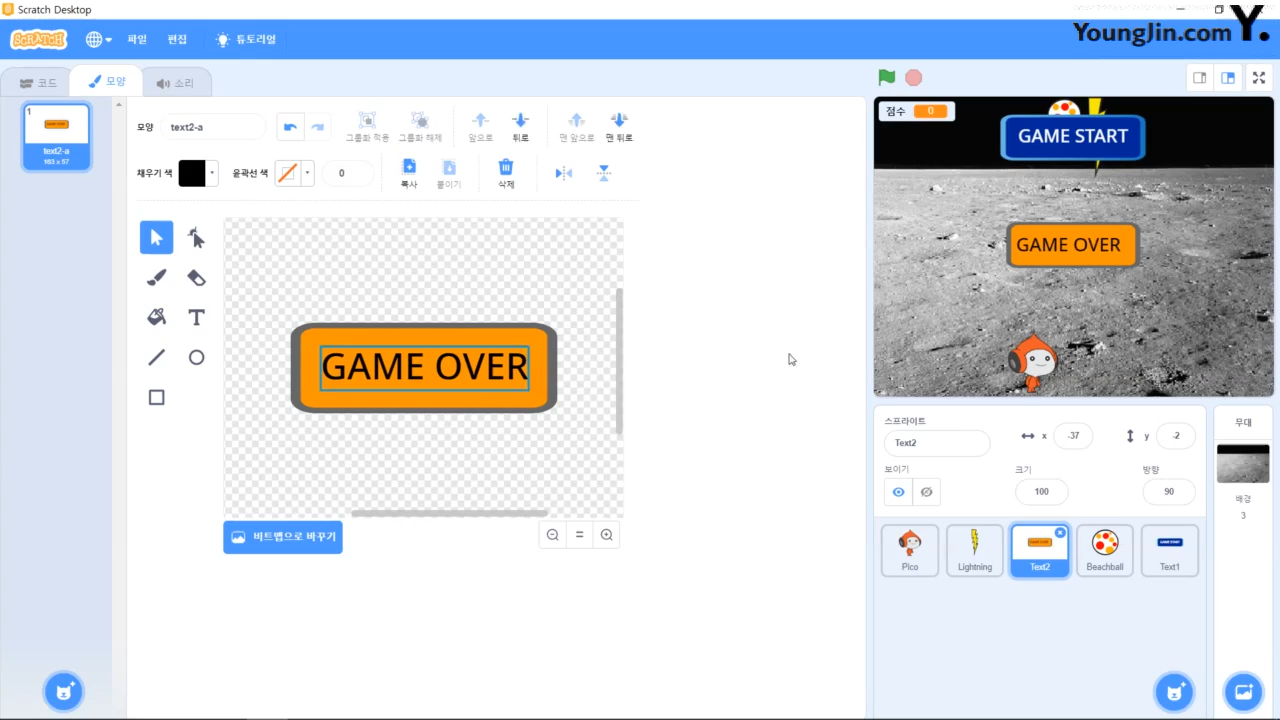 Scratch Desktop
SCRATCH
파일
편집
튜토리얼
YoungJin.com Y.
코드
모양
소리
1
text2-a
163 x 57
모양
text2-a
그룹화 적용
그룹화 해제
앞으로
뒤로
맨 앞으로
맨 뒤로
채우기 색
윤곽선 색
0
복사
붙이기
삭제
GAME OVER
비트맵으로 바꾸기
점수 0
GAME START
GAME OVER
스프라이트
Text2
x
-37
y
-2
보이기
크기
방향
100
90
무대
배경
3
Pico
Lightning
Text2
Beachball
Text1